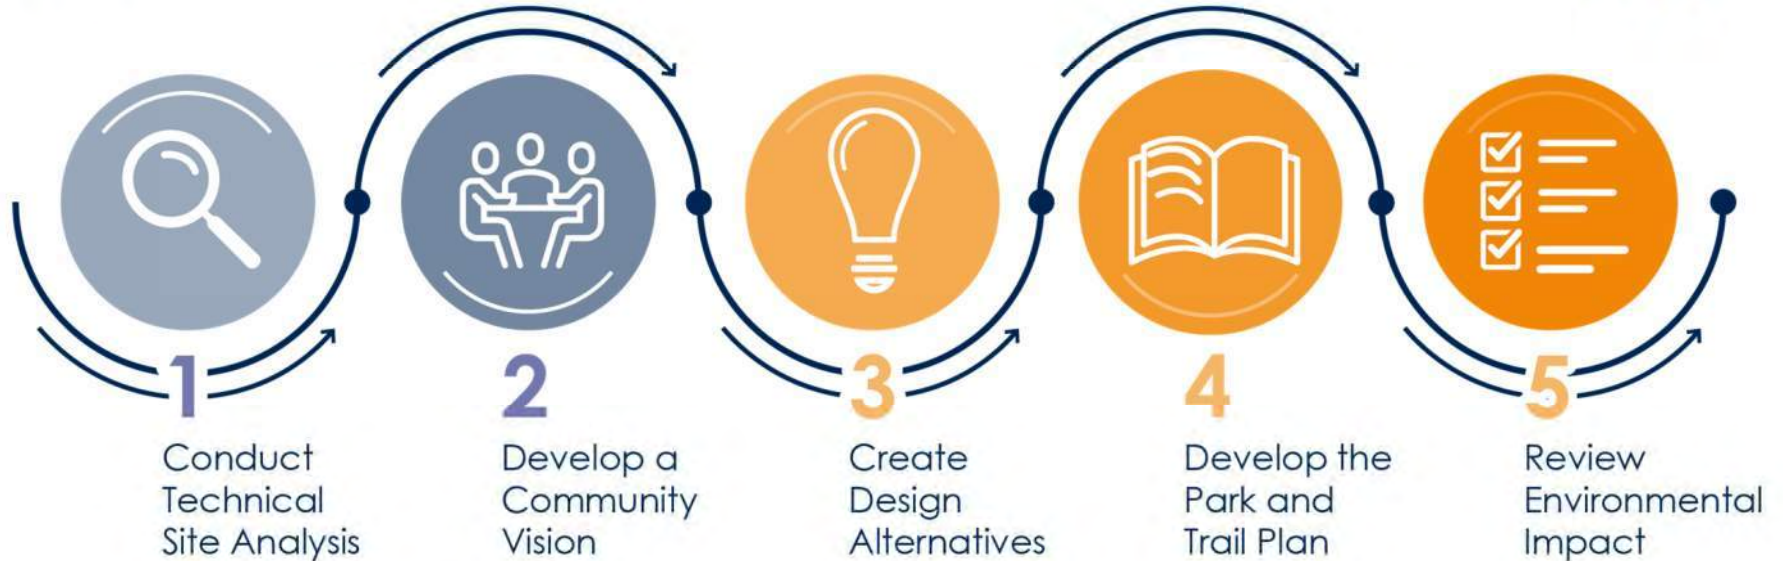 1
Conduct
Technical
Site Analysis
2
Develop a
Community
Vision
3
Create
Design
Alternatives
4
Develop the
Park and
Trail Plan
5
Review
Environmental
Impact